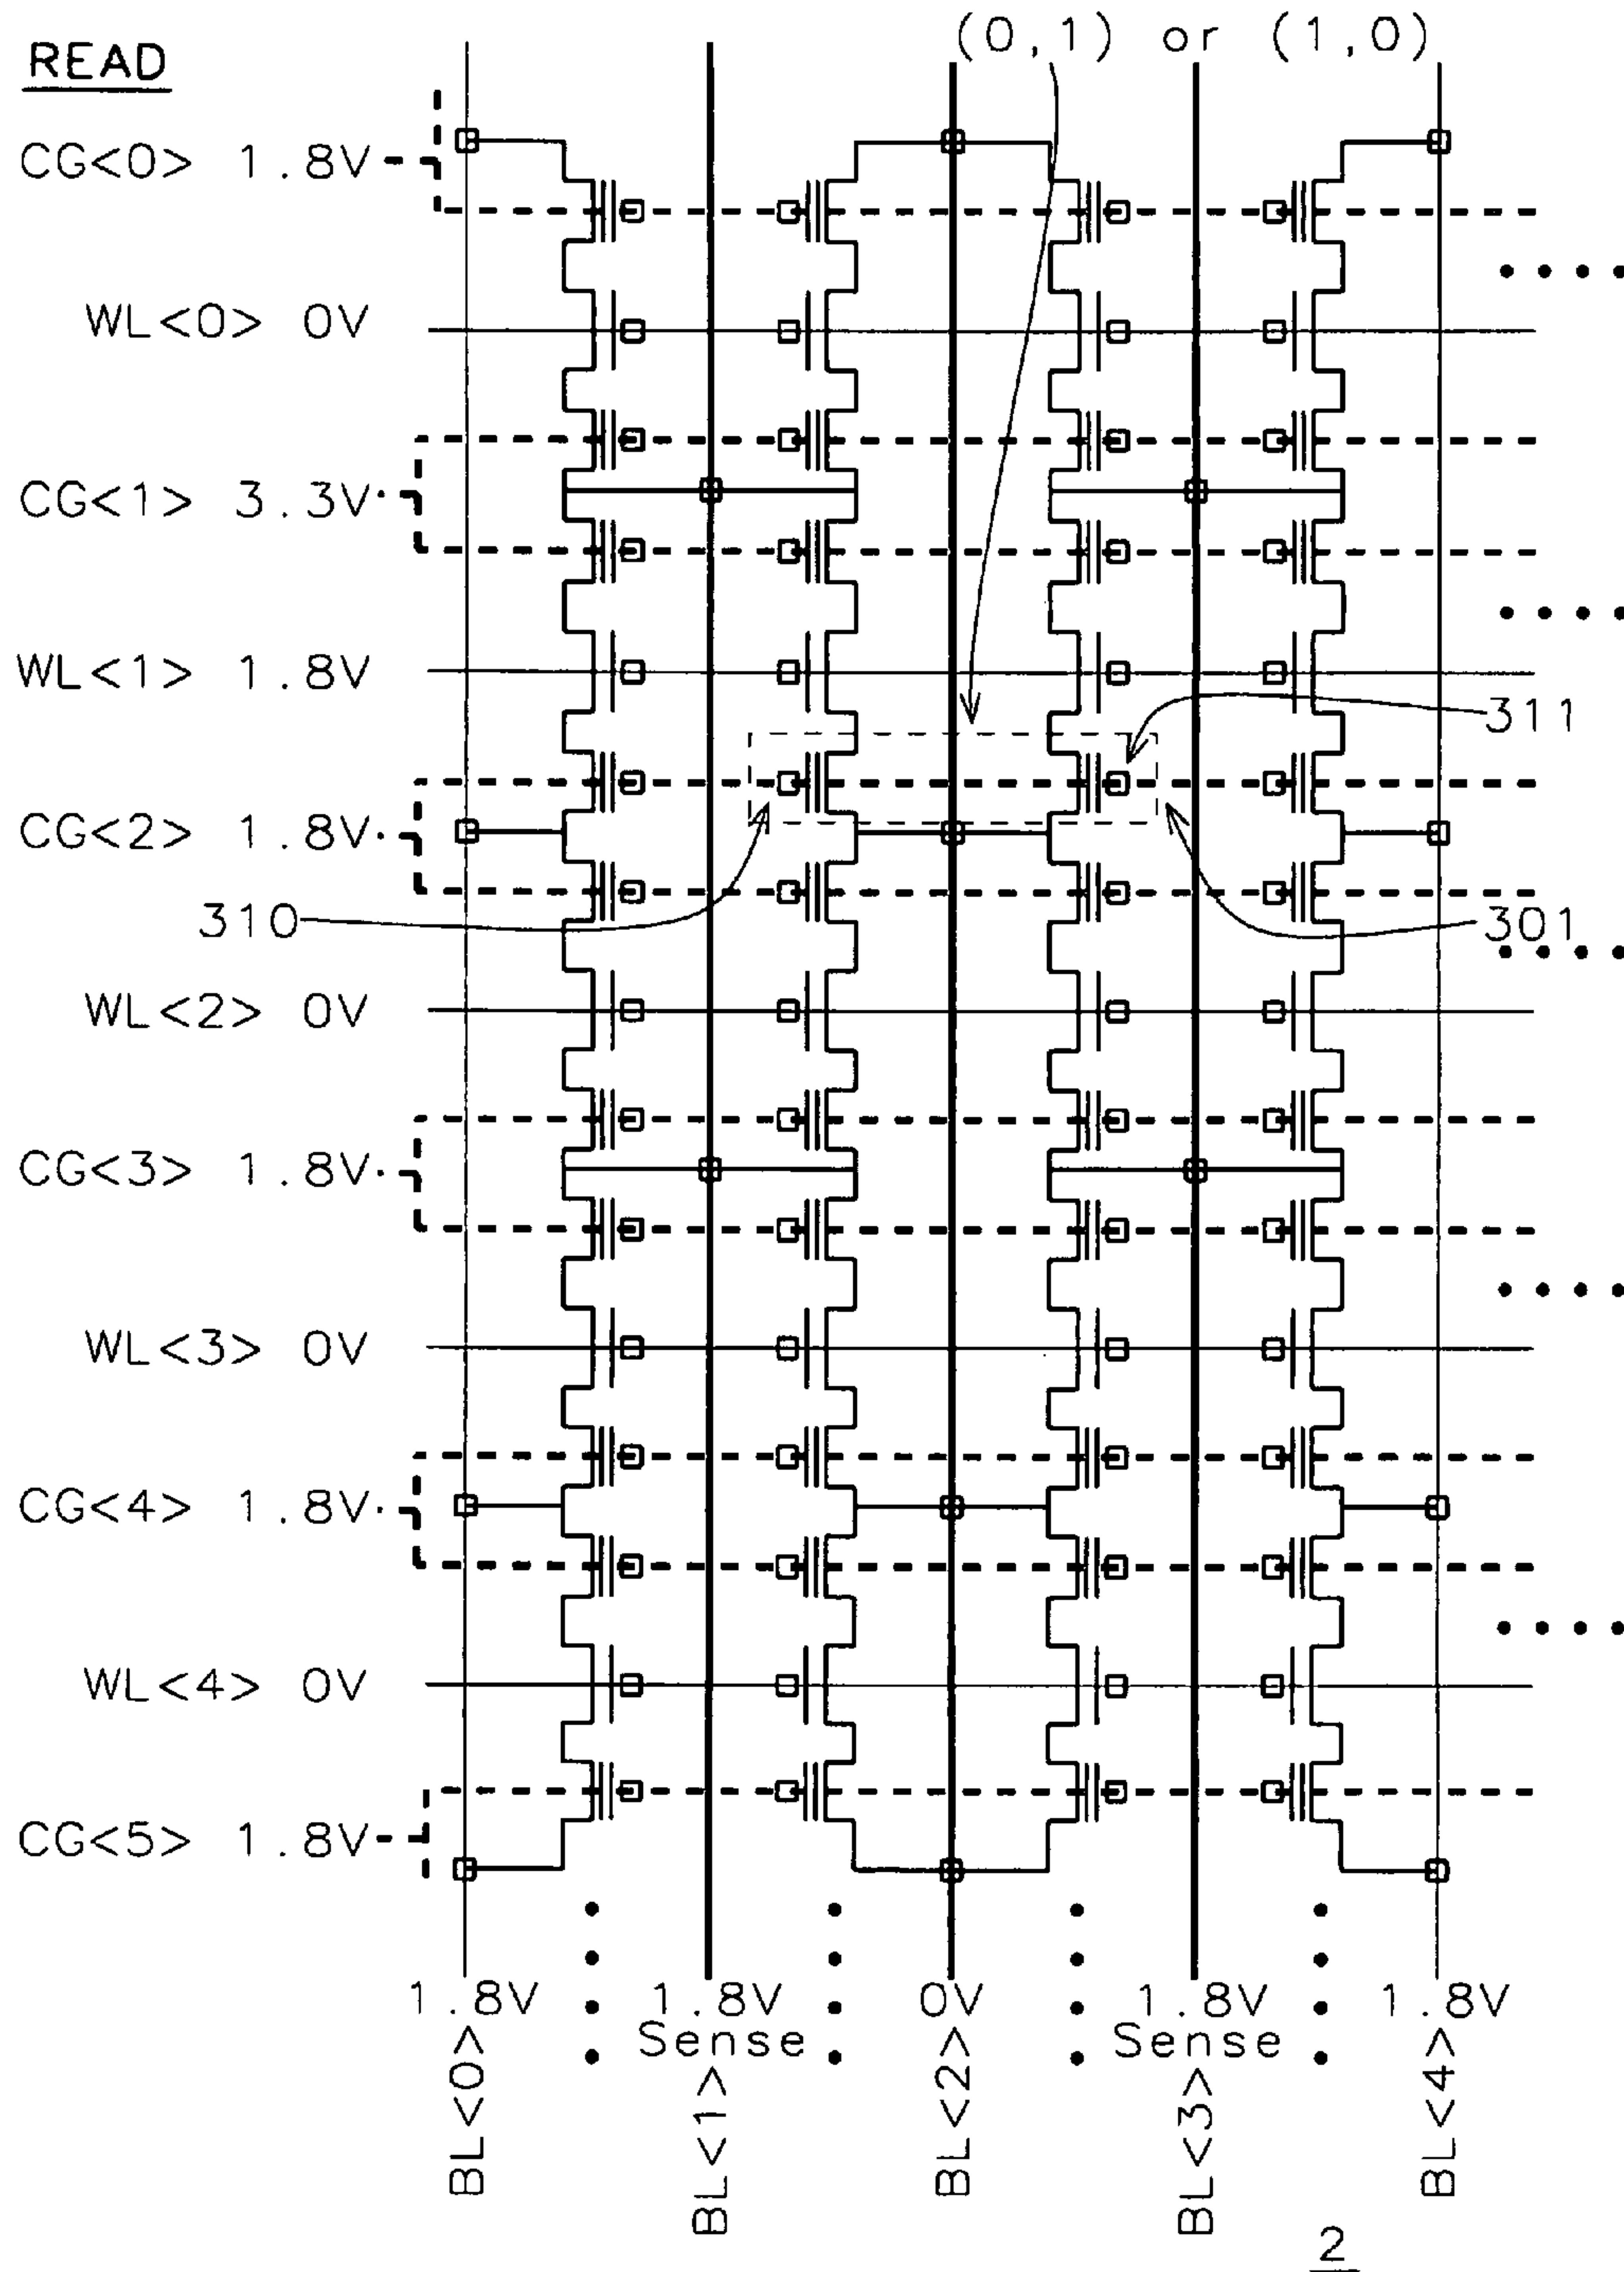 (0,1) or (1,0)
READ
CG<0> 1.8V
WL<0> 0V
CG<1> 3.3V
WL<1> 1.8V
311
CG<2> 1.8V
310
301
WL<2> 0V
CG<3> 1.8V
WL<3> 0V
CG<4> 1.8V
WL<4> 0V
CG<5> 1.8V
1.8V 1.8V 0V 1.8V 1.8V
Sense Sense
BL<0> BL<1> BL<2> BL<3> BL<4>
2